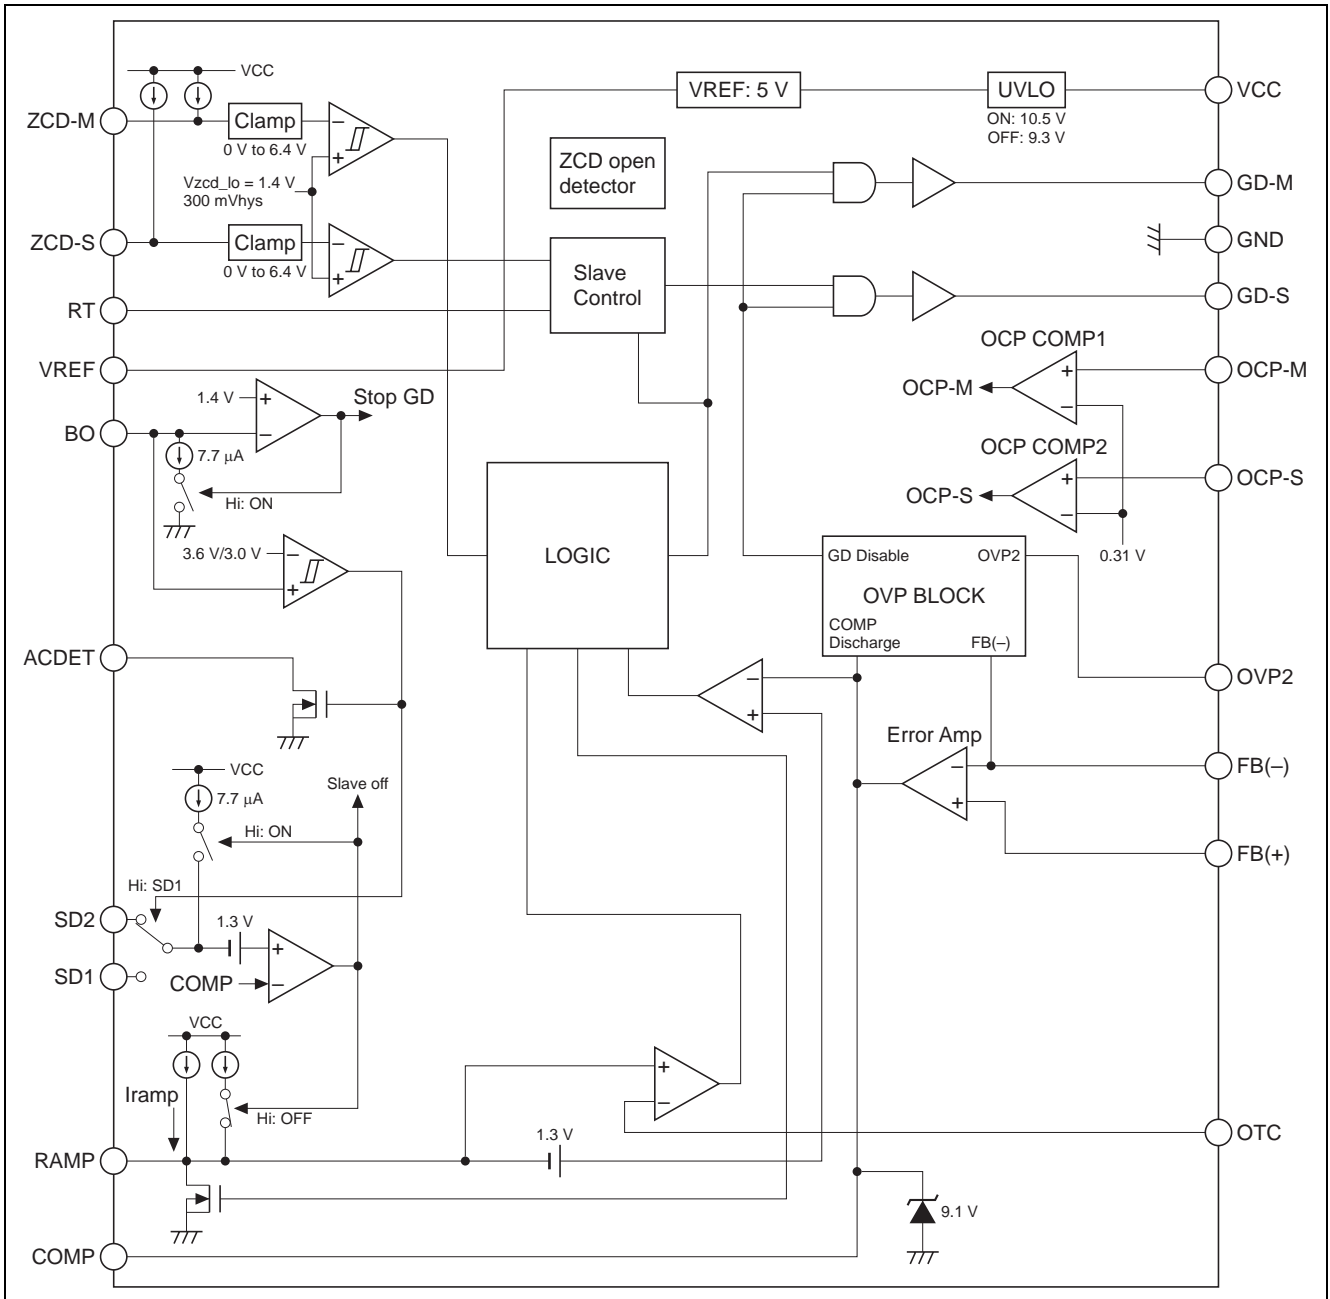 VCC
ZCD-M
Clamp
0 V to 6.4 V
−
+
Vzcd_lo = 1.4 V
300 mVhys
ZCD-S
Clamp
0 V to 6.4 V
−
+
RT
VREF
VREF: 5 V
UVLO
ON: 10.5 V
OFF: 9.3 V
VCC
ZCD open
detector
Slave
Control
GD-M
GND
GD-S
OCP COMP1
OCP-M
+
−
OCP-M
OCP COMP2
OCP-S
+
−
OCP-S
0.31 V
1.4 V
+
−
Stop GD
BO
7.7 µA
Hi: ON
3.6 V/3.0 V
−
+
LOGIC
GD Disable
OVP2
OVP BLOCK
COMP
Discharge
FB(–)
ACDET
−
+
OVP2
Error Amp
−
+
FB(–)
FB(+)
VCC
7.7 µA
Slave off
Hi: ON
Hi: SD1
SD2
1.3 V
+
−
SD1
COMP
VCC
Iramp
Hi: OFF
+
−
1.3 V
OTC
RAMP
9.1 V
COMP